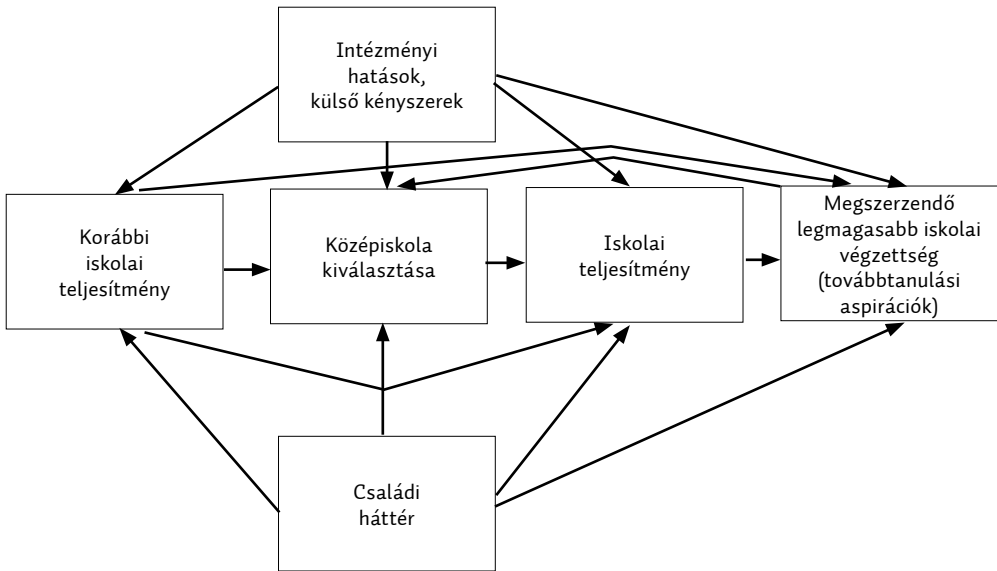 Intézményi
hatások,
külső kényszerek
Korábbi
iskolai
teljesítmény
Középiskola
kiválasztása
Iskolai
teljesítmény
Megszerzendő
legmagasabb iskolai
végzettség
(továbbtanulási
aspirációk)
Családi
háttér